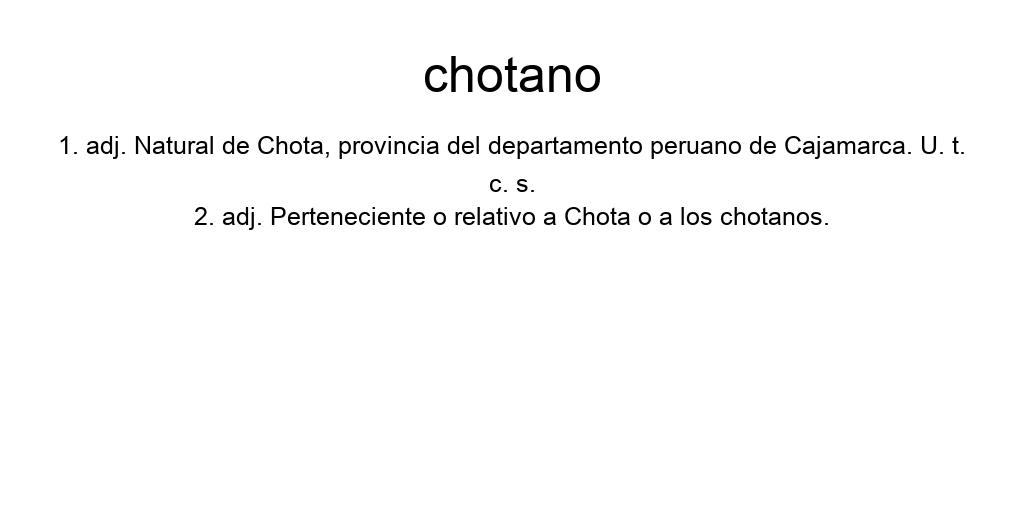 chotano
1. adj. Natural de Chota, provincia del departamento peruano de Cajamarca. U. t.
c. s.
2. adj. Perteneciente o relativo a Chota o a los chotanos.